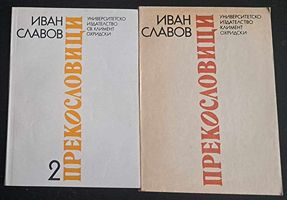 ИВАН
СЛАВОВ
УНИВЕРСИТЕТСКО
ИЗДАТЕЛСТВО
СВ. КЛИМЕНТ
ОХРИДСКИ
ПРЕКОСЛОВИЦИ
2
ИВАН
СЛАВОВ
УНИВЕРСИТЕТСКО
ИЗДАТЕЛСТВО
КЛИМЕНТ
ОХРИДСКИ
ПРЕКОСЛОВИЦИ